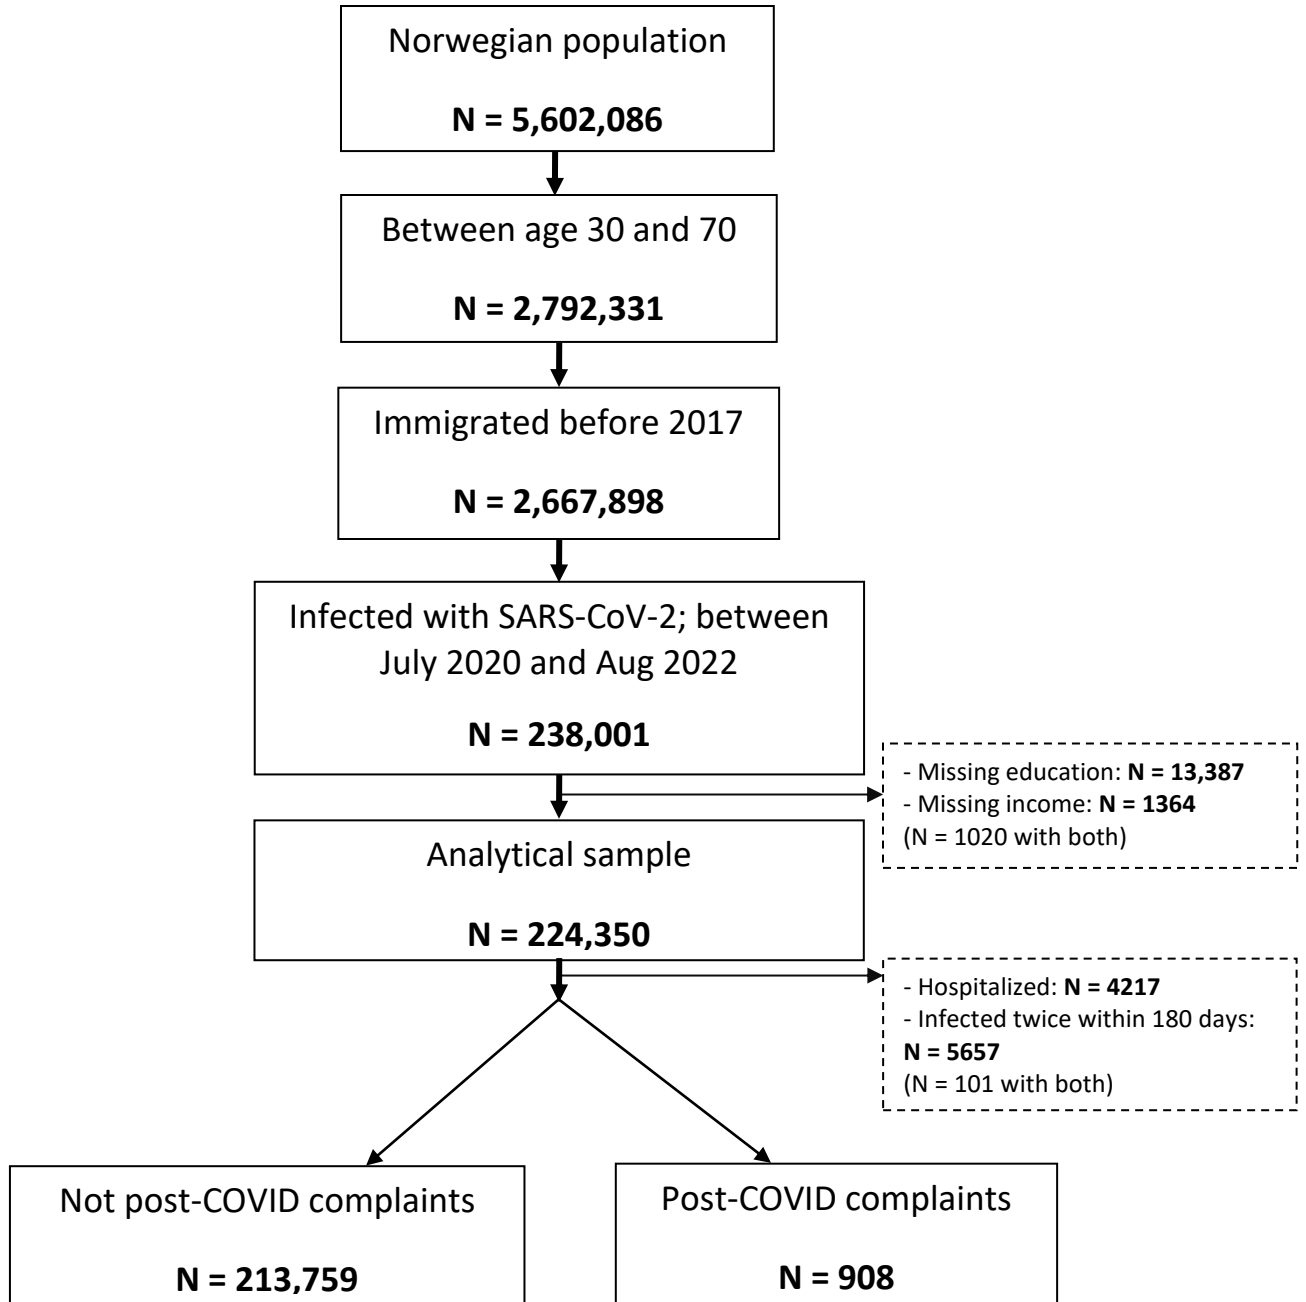 Norwegian population
N = 5,602,086
Between age 30 and 70
N = 2,792,331
Immigrated before 2017
N = 2,667,898
Infected with SARS-CoV-2; between
July 2020 and Aug 2022
N = 238,001
- Missing education: N = 13,387
- Missing income: N = 1364
(N = 1020 with both)
Analytical sample
N = 224,350
- Hospitalized: N = 4217
- Infected twice within 180 days:
N = 5657
(N = 101 with both)
Not post-COVID complaints
N = 213,759
Post-COVID complaints
N = 908